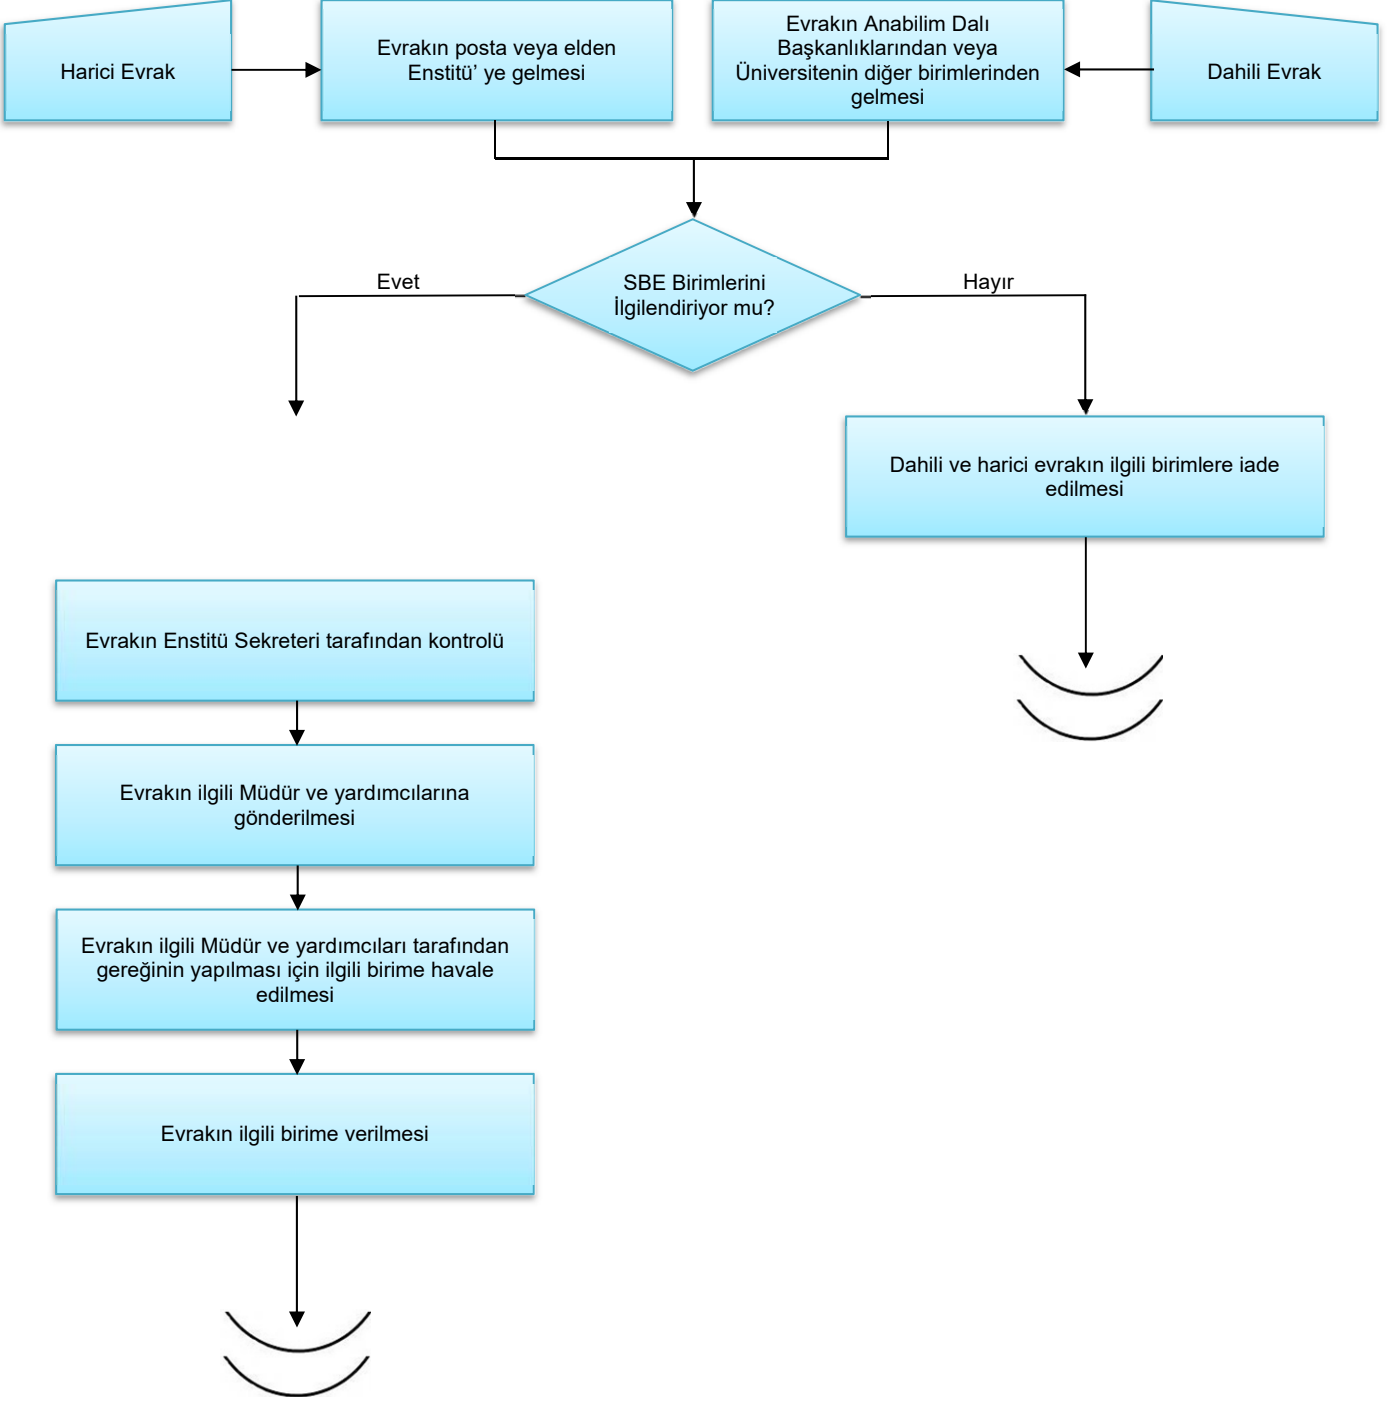 Harici Evrak
Evrakın posta veya elden
Enstitü’ ye gelmesi
Evrakın Anabilim Dalı
Başkanlıklarından veya
Üniversitenin diğer birimlerinden
gelmesi
Dahili Evrak
Evet
SBE Birimlerini
İlgilendiriyor mu?
Hayır
Dahili ve harici evrakın ilgili birimlere iade
edilmesi
Evrakın Enstitü Sekreteri tarafından kontrolü
Evrakın ilgili Müdür ve yardımcılarına
gönderilmesi
Evrakın ilgili Müdür ve yardımcıları tarafından
gereğinin yapılması için ilgili birime havale
edilmesi
Evrakın ilgili birime verilmesi